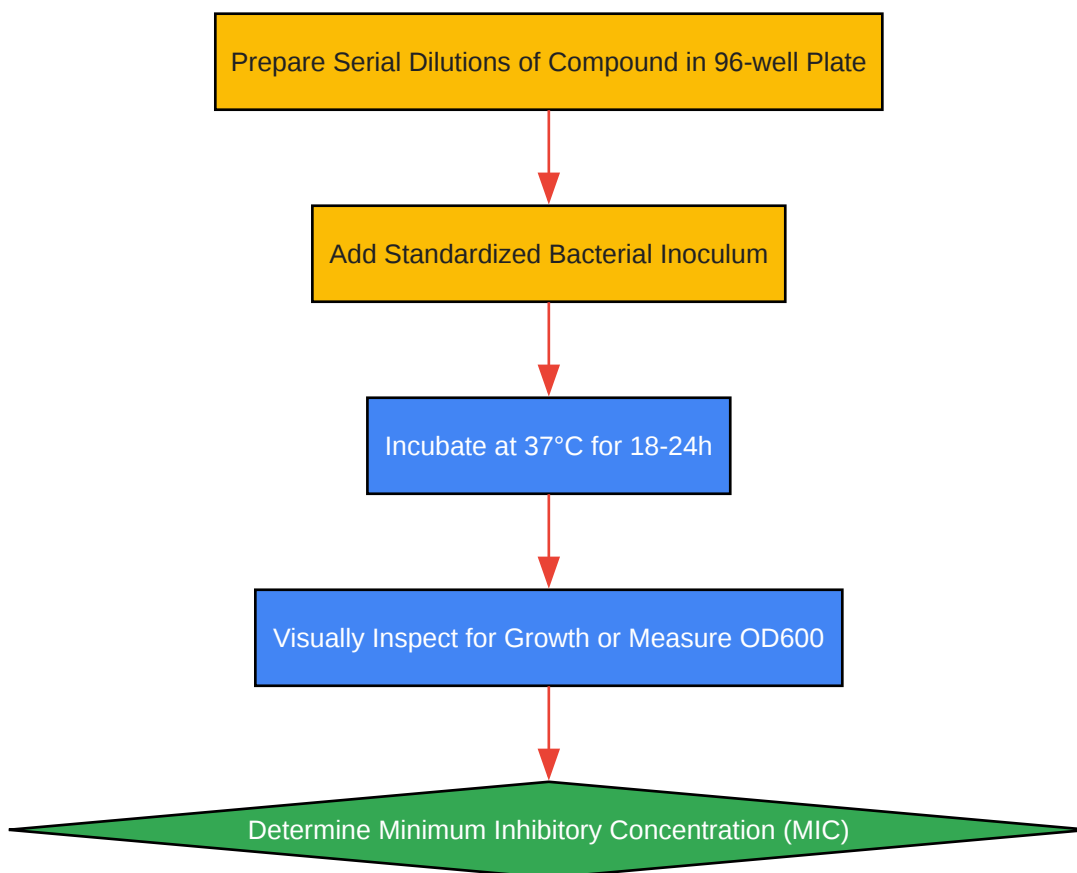 Prepare Serial Dilutions of Compound in 96-well Plate
Add Standardized Bacterial Inoculum
Incubate at 37°C for 18-24h
Visually Inspect for Growth or Measure OD600
Determine Minimum Inhibitory Concentration (MIC)